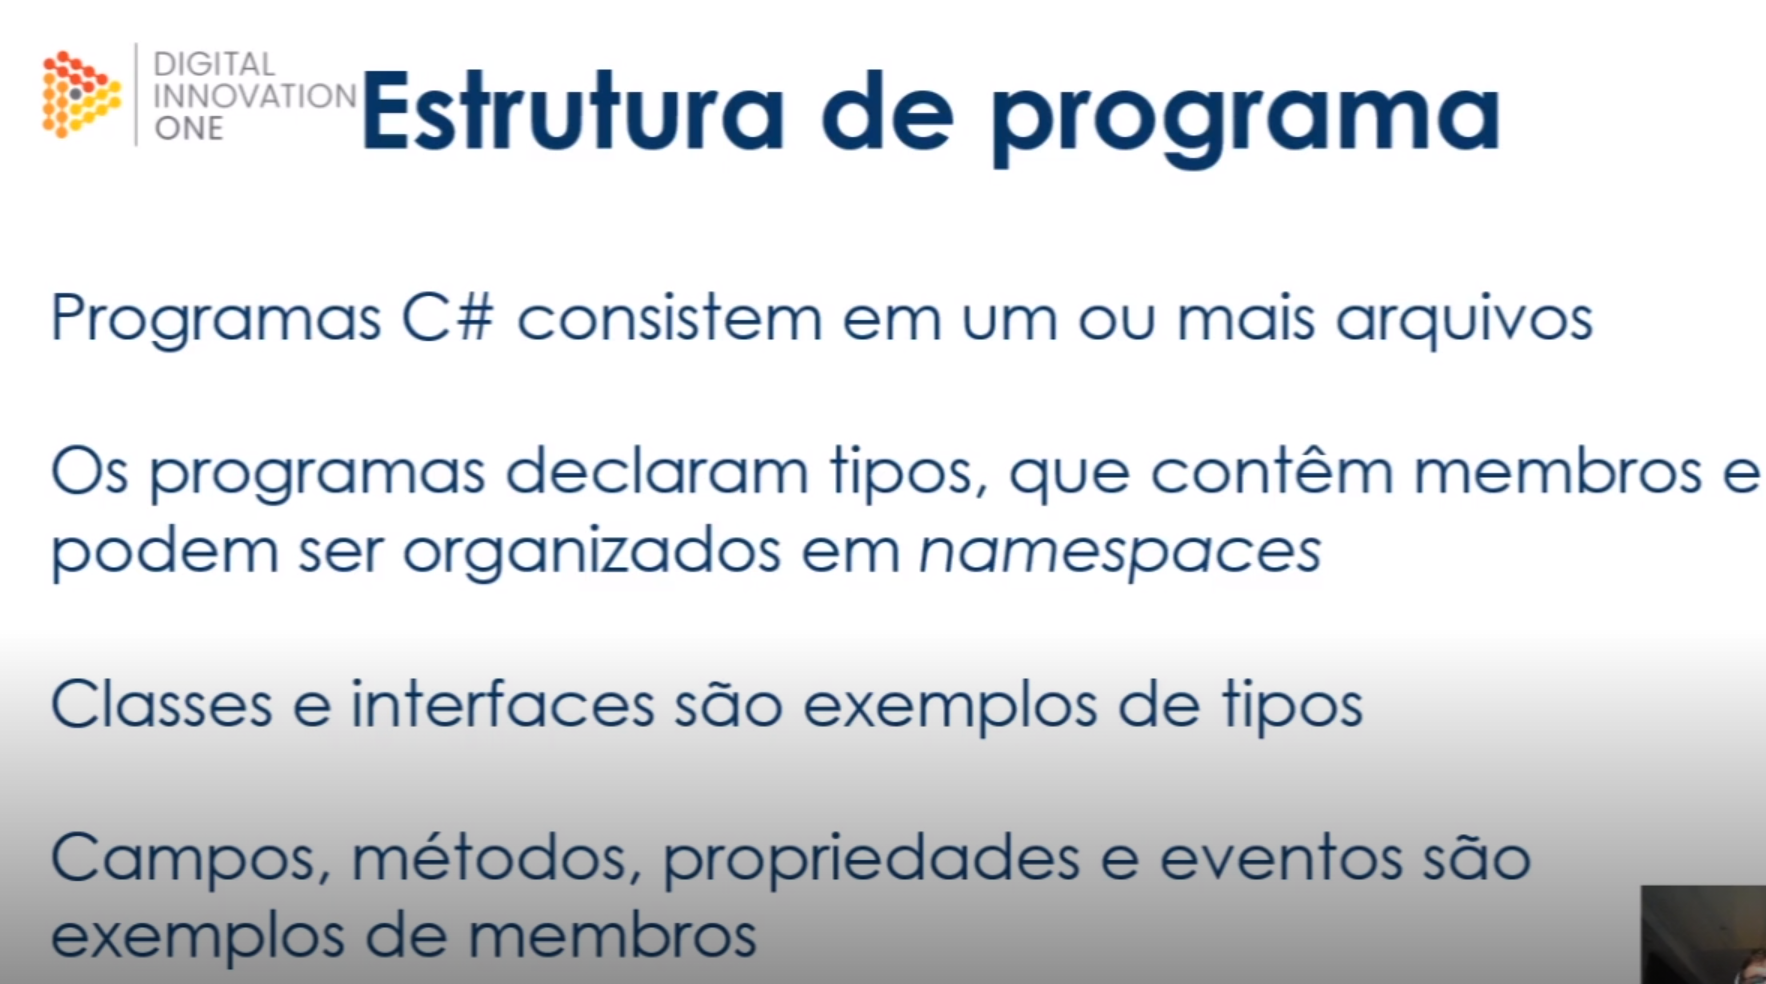 DIGITAL
INNOVATION
ONE
Estrutura de programa
Programas C# consistem em um ou mais arquivos
Os programas declaram tipos, que contêm membros e
podem ser organizados em namespaces
Classes e interfaces são exemplos de tipos
Campos, métodos, propriedades e eventos são
exemplos de membros